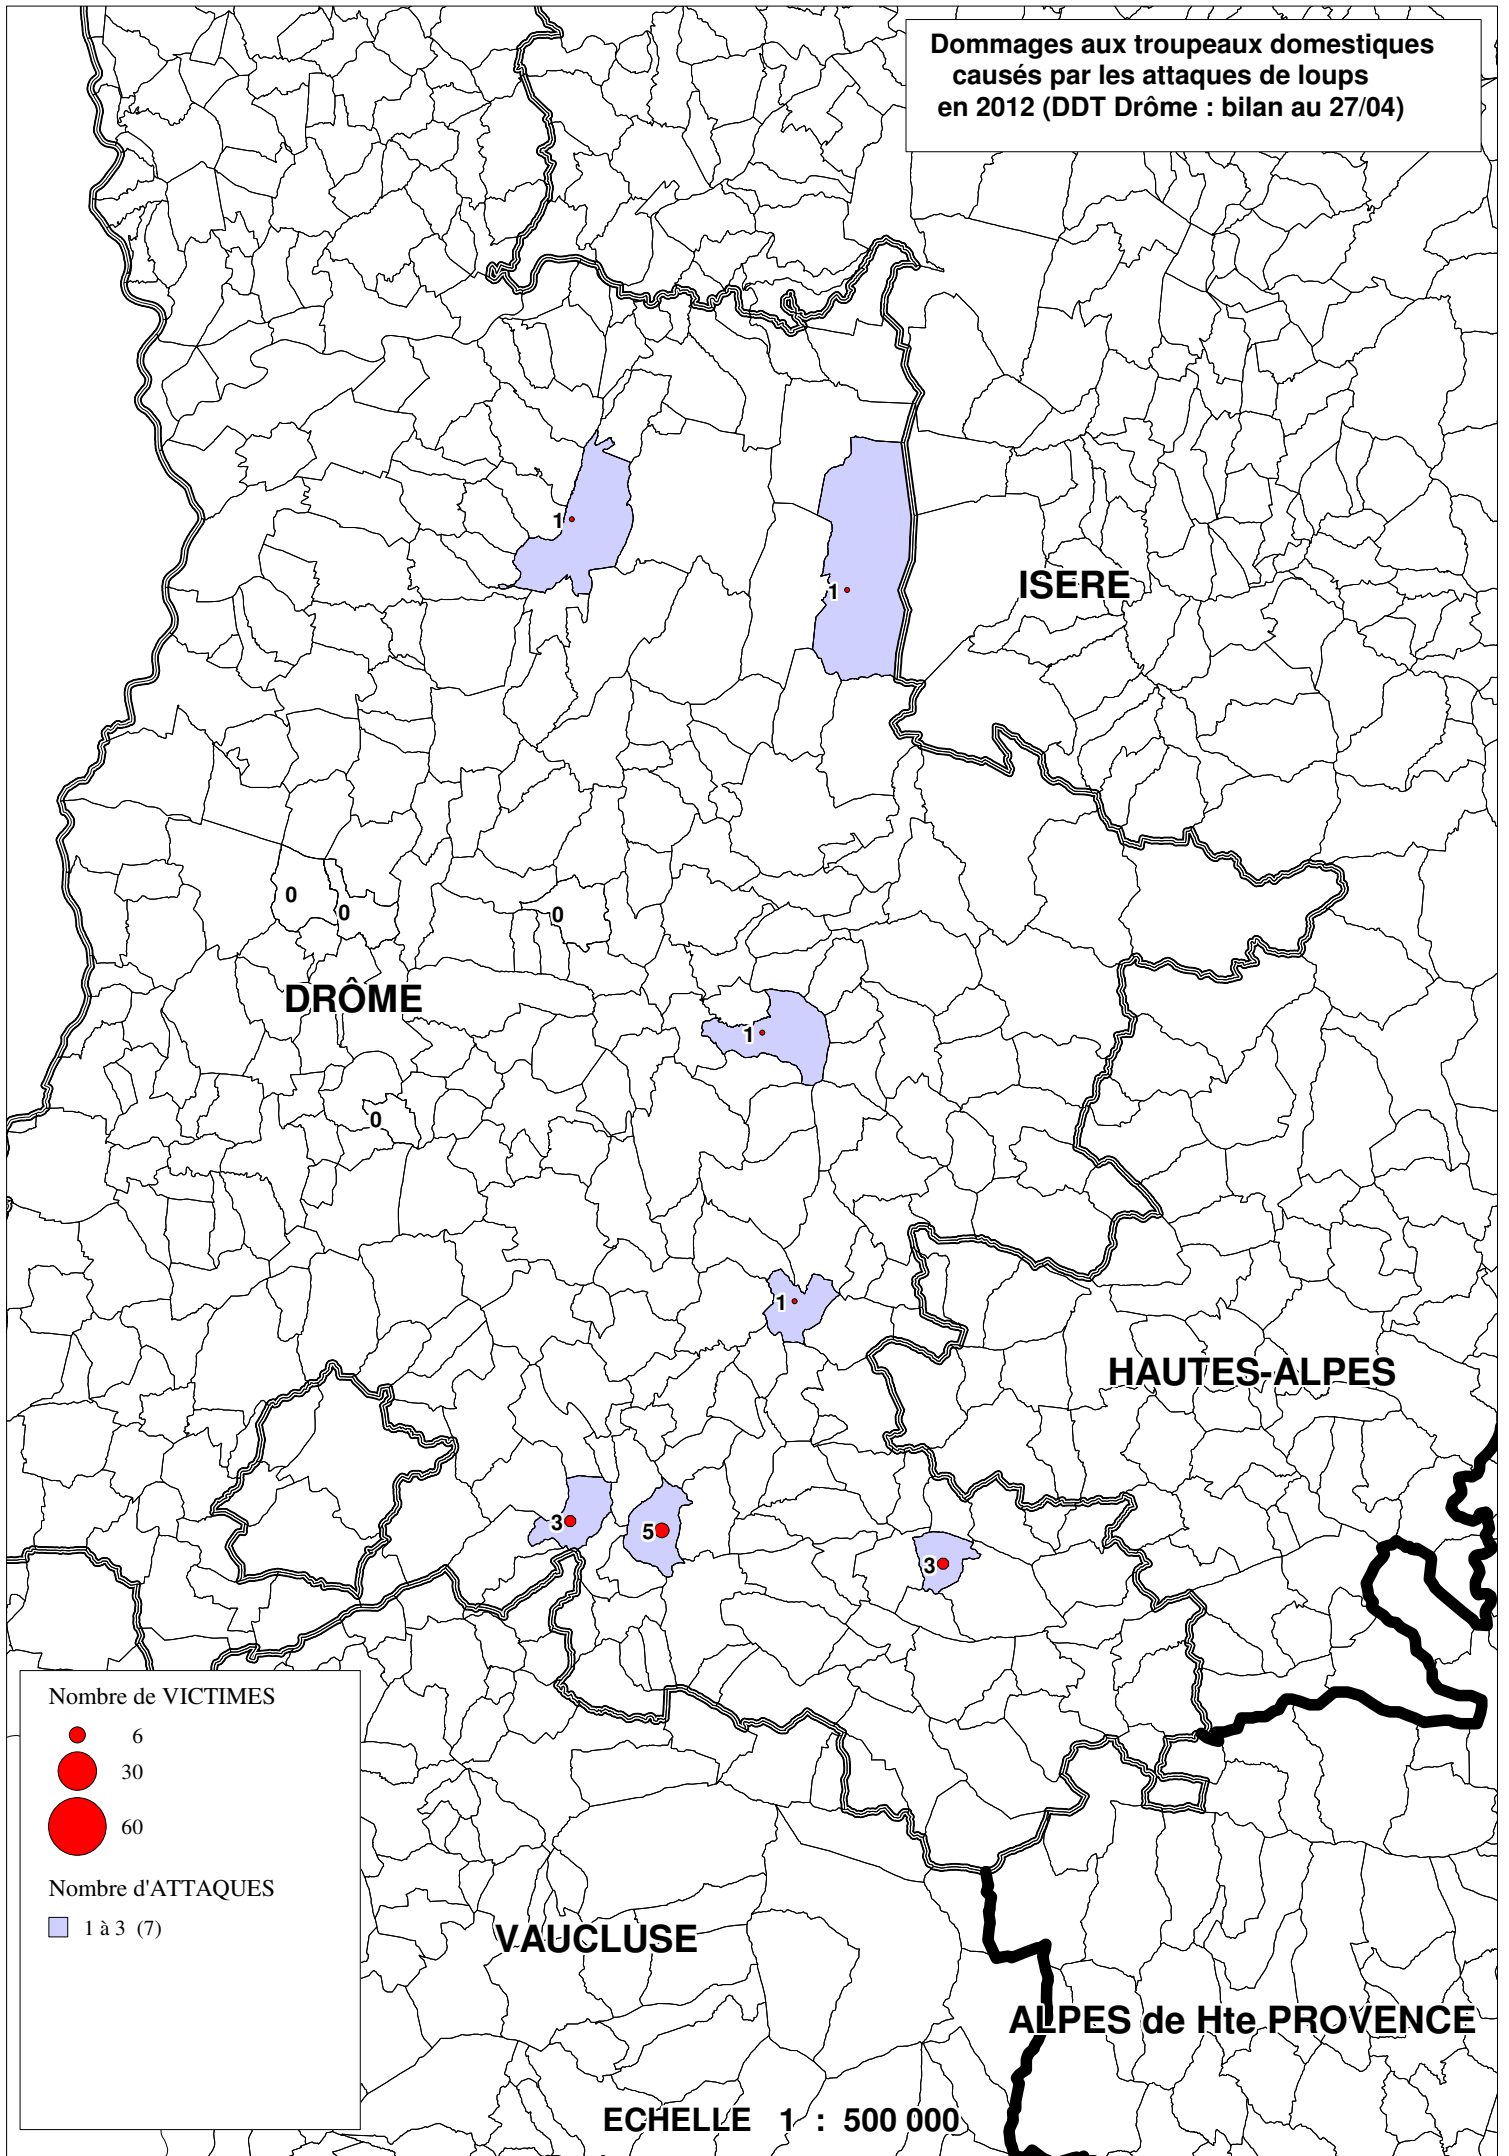 Dommages aux troupeaux domestiques
causés par les attaques de loups
en 2012 (DDT Drôme : bilan au 27/04)
1
1
ISERE
0
0
0
DRÔME
1
0
1
HAUTES-ALPES
3
5
3
Nombre de VICTIMES
6
30
60
Nombre d'ATTAQUES
1 à 3 (7)
VAUCLUSE
ALPES de Hte PROVENCE
ECHELLE 1 : 500 000